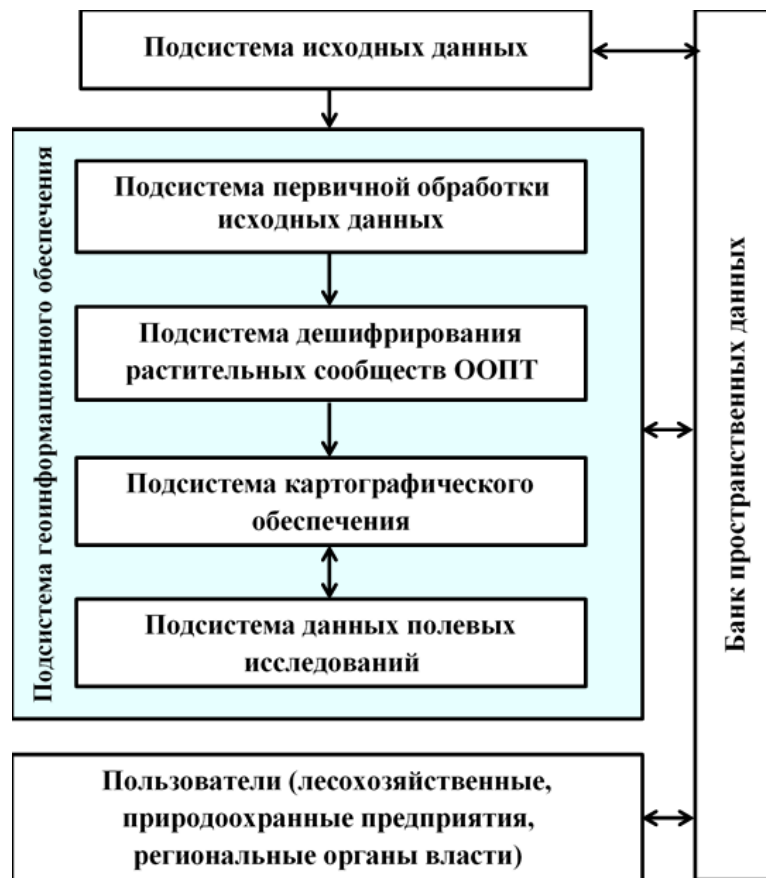 Подсистема исходных данных
Подсистема геоинформационного обеспечения
Подсистема первичной обработки
исходных данных
Подсистема дешифрирования
растительных сообществ ООПТ
Подсистема картографического
обеспечения
Подсистема данных полевых
исследований
Банк пространственных данных
Пользователи (лесохозяйственные,
природоохранные предприятия,
региональные органы власти)